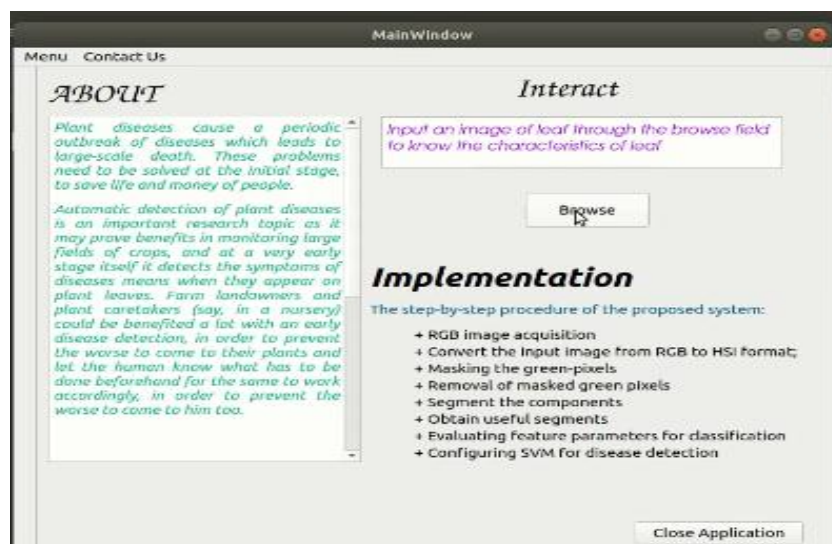 MainWindow
Menu Contact Us
ABOUT
Plant diseases cause a periodic
outbreak of diseases which leads to
large-scale death. These problems
need to be solved at the initial stage,
to save life and money of people.
Automatic detection of plant diseases
is an important research topic as it
may prove benefits in monitoring large
fields of crops, and at a very early
stage itself it detects the symptoms of
diseases means when they appear on
plant leaves. Farm landowners and
plant caretakers (say, in a nursery)
could be benefited a lot with an early
disease detection, in order to prevent
the worse to come to their plants and
let the human know what has to be
done beforehand for the same to work
accordingly, in order to prevent the
worse to come to him too.
Interact
Input an image of leaf through the browse field
to know the characteristics of leaf
Browse
Implementation
The step-by-step procedure of the proposed system:
+ RGB image acquisition
+ Convert the input image from RGB to HSI format;
+ Masking the green-pixels
+ Removal of masked green pixels
+ Segment the components
+ Obtain useful segments
+ Evaluating feature parameters for classification
+ Configuring SVM for disease detection
Close Application